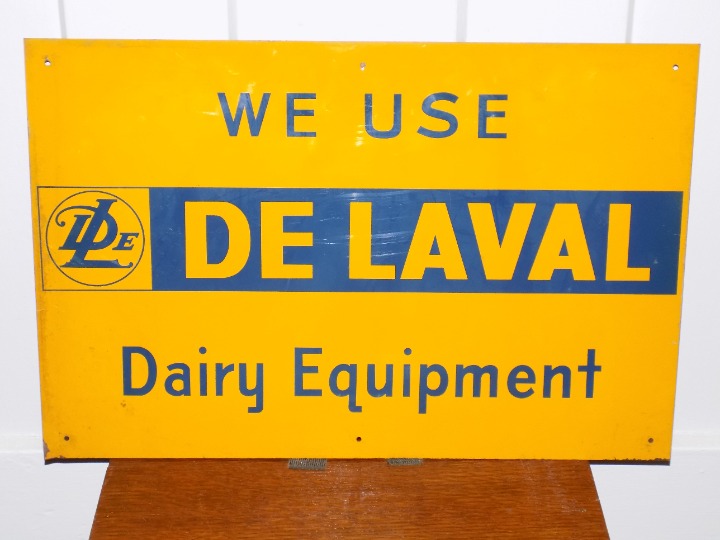 WE USE
DLE DE LAVAL
Dairy Equipment